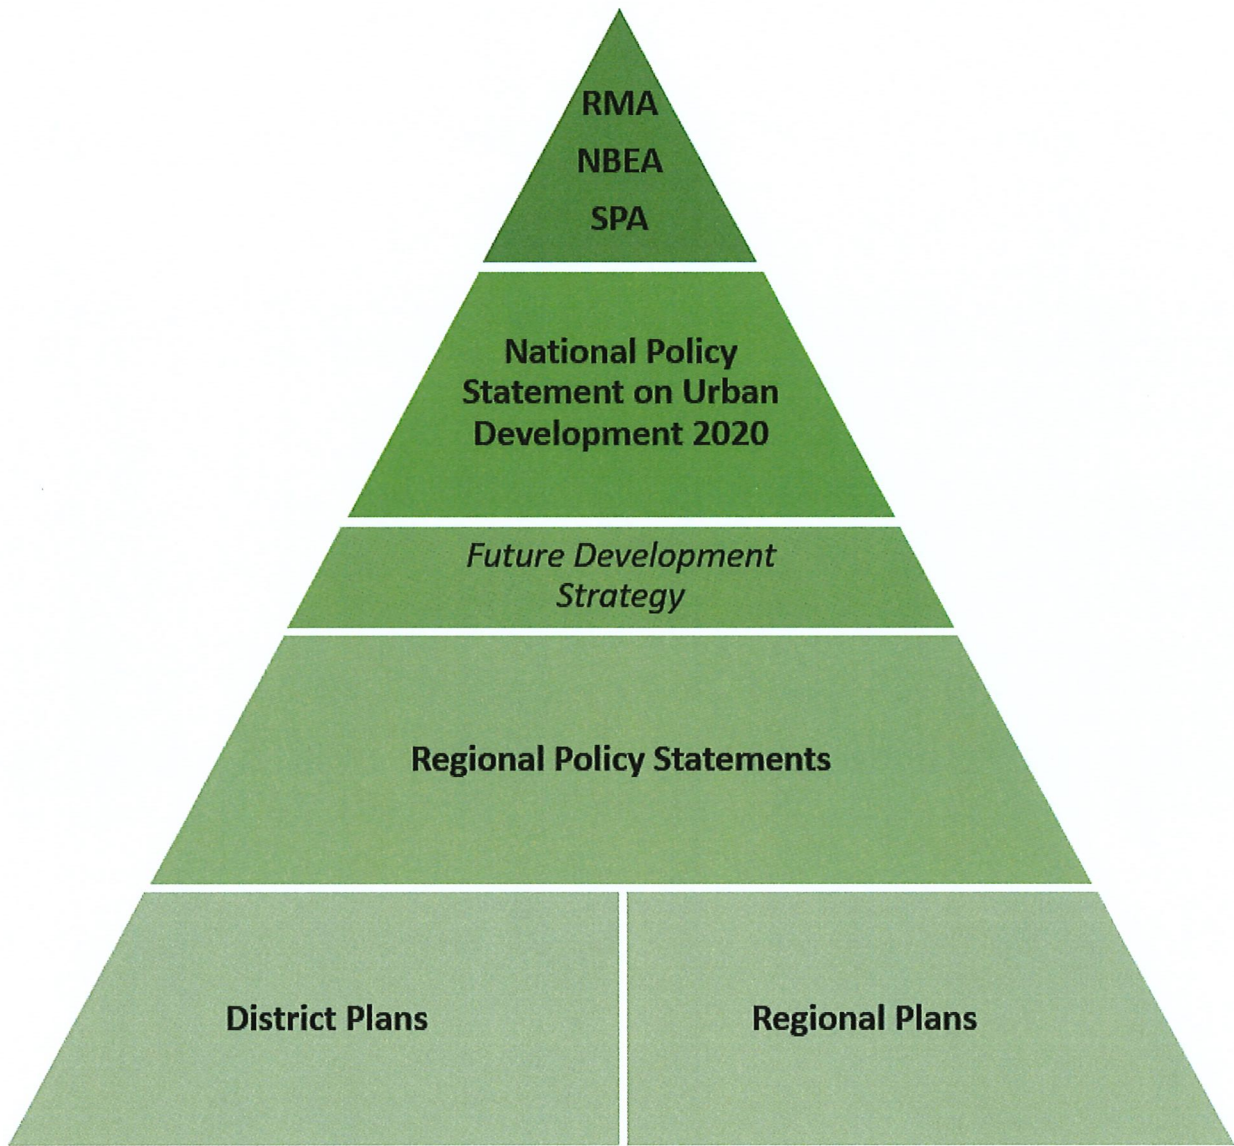 RMA
NBEA
SPA
National Policy
Statement on Urban
Development 2020
Future Development
Strategy
Regional Policy Statements
District Plans
Regional Plans